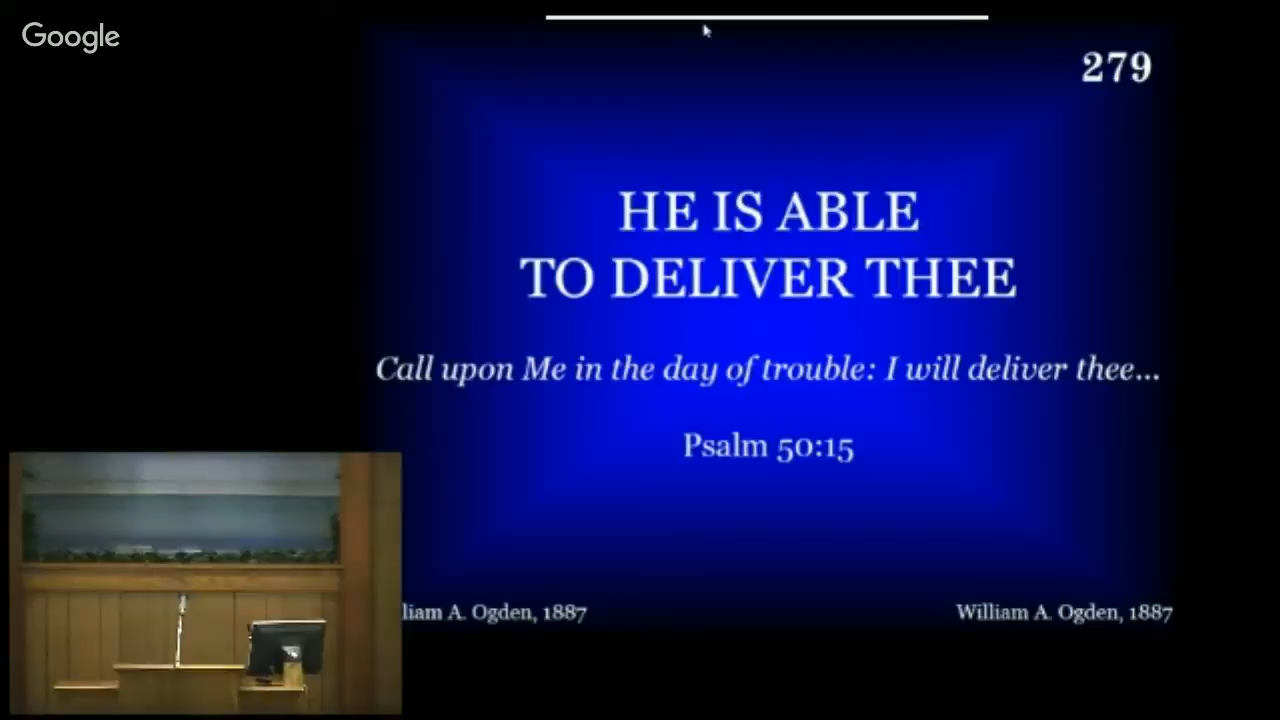 Google
279
HE IS ABLE
TO DELIVER THEE
Call upon Me in the day of trouble: I will deliver thee...
Psalm 50:15
A. Ogden, 1887
William A. Ogden, 1887